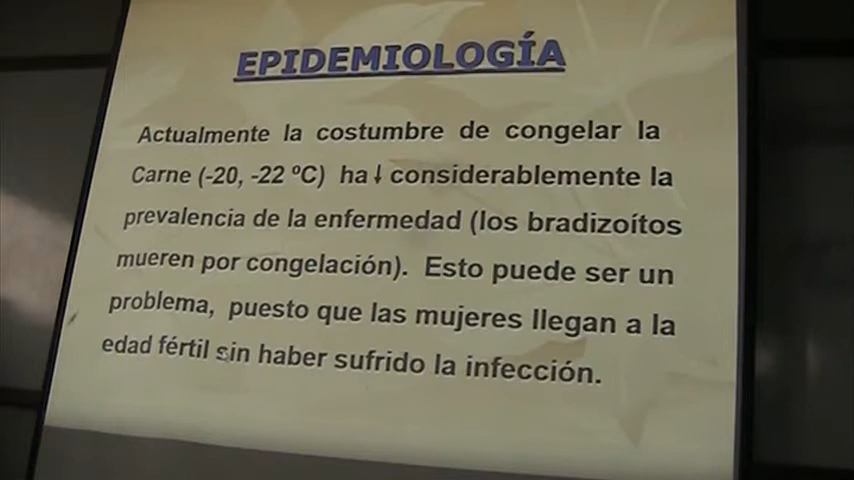 EPIDEMIOLOGÍA
Actualmente la costumbre de congelar la
Carne (-20, -22 ºC) ha↓ considerablemente la
prevalencia de la enfermedad (los bradizoítos
mueren por congelación). Esto puede ser un
problema, puesto que las mujeres llegan a la
edad fértil sin haber sufrido la infección.